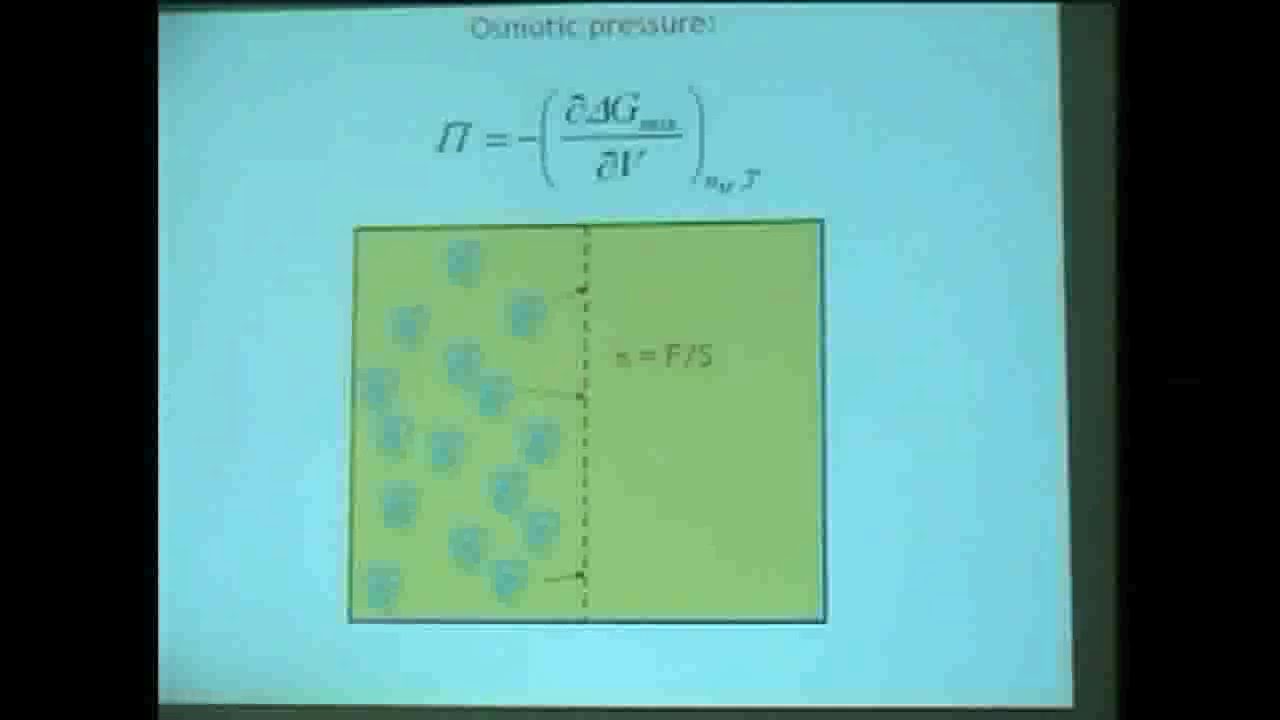 Osmotic pressure:
Π = -(∂ΔG_mix / ∂V)_{n_M, T}
π = F/S